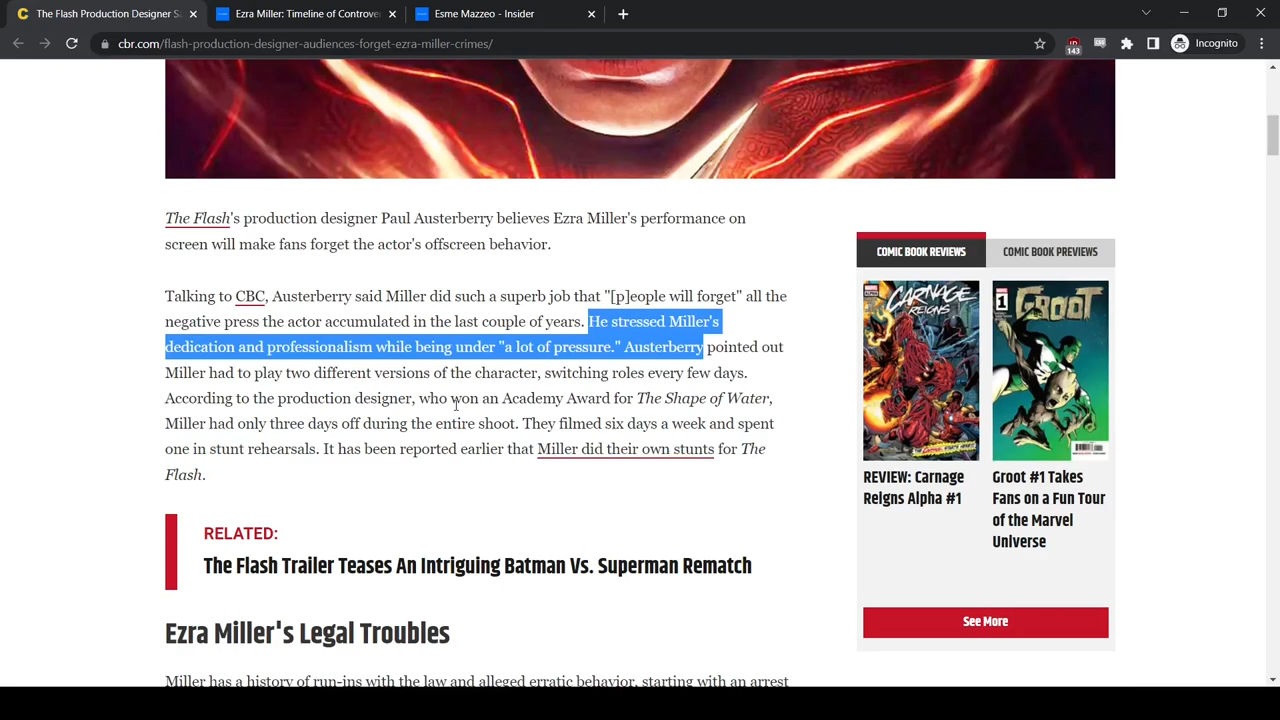 The Flash Production Designer Sa
Ezra Miller: Timeline of Controver
Esme Mazzeo - Insider
cbr.com/flash-production-designer-audiences-forget-ezra-miller-crimes/
143
Incognito
The Flash's production designer Paul Austerberry believes Ezra Miller's performance on
screen will make fans forget the actor's offscreen behavior.
Talking to CBC, Austerberry said Miller did such a superb job that "[p]eople will forget" all the
negative press the actor accumulated in the last couple of years. He stressed Miller's
dedication and professionalism while being under "a lot of pressure." Austerberry pointed out
Miller had to play two different versions of the character, switching roles every few days.
According to the production designer, who won an Academy Award for The Shape of Water,
Miller had only three days off during the entire shoot. They filmed six days a week and spent
one in stunt rehearsals. It has been reported earlier that Miller did their own stunts for The
Flash.
RELATED:
The Flash Trailer Teases An Intriguing Batman Vs. Superman Rematch
Ezra Miller's Legal Troubles
Miller has a history of run-ins with the law and alleged erratic behavior, starting with an arrest
COMIC BOOK REVIEWS
COMIC BOOK PREVIEWS
CARNAGE
REIGNS
GROOT
1
REVIEW: Carnage
Reigns Alpha #1
Groot #1 Takes
Fans on a Fun Tour
of the Marvel
Universe
See More